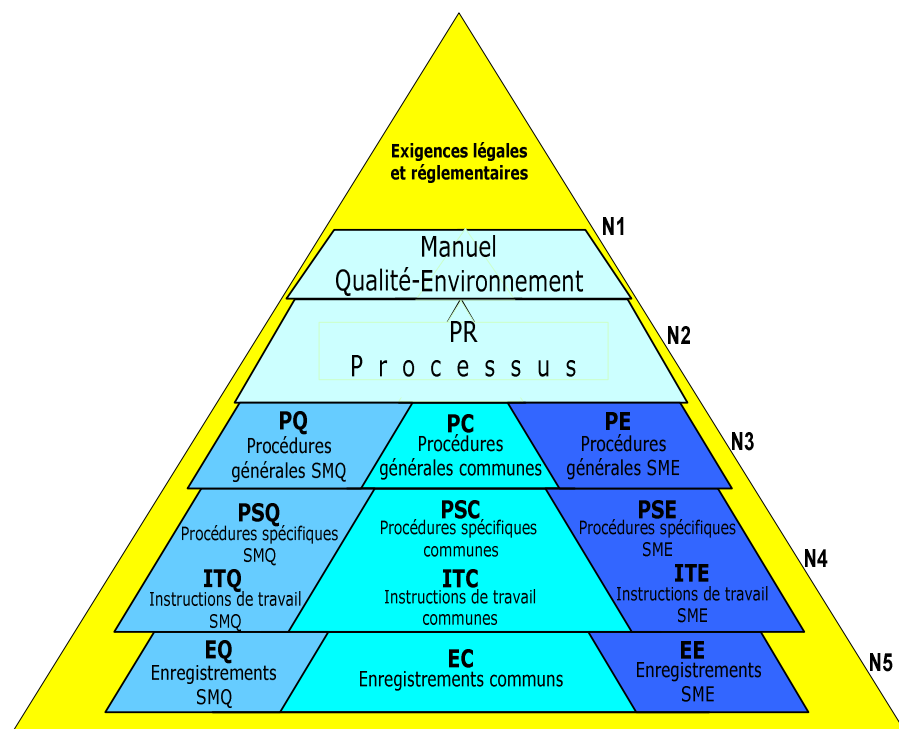 Exigences légales
et réglementaires
N1
Manuel
Qualité-Environnement
N2
PR
Processus
N3
PQ
Procédures
générales SMQ
PC
Procédures
générales communes
PE
Procédures
générales SME
N4
PSQ
Procédures spécifiques
SMQ
ITQ
Instructions de travail
SMQ
PSC
Procédures spécifiques
communes
ITC
Instructions de travail
communes
PSE
Procédures spécifiques
SME
ITE
Instructions de travail
SME
N5
EQ
Enregistrements
SMQ
EC
Enregistrements communs
EE
Enregistrements
SME